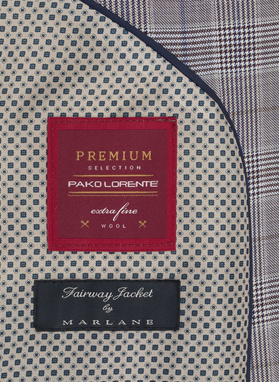 PREMIUM
SELECTION
PAKO LORENTE
extra fine
WOOL
Fairway Jacket
by
MARLANE